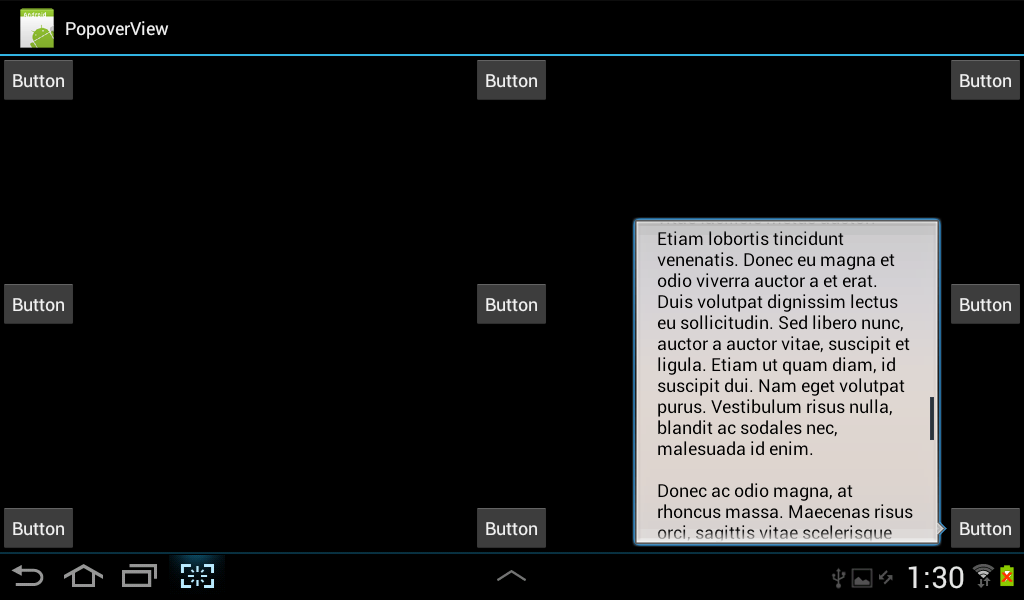 PopoverView
Button Button Button
Etiam lobortis tincidunt
venenatis. Donec eu magna et
odio viverra auctor a et erat.
Duis volutpat dignissim lectus
eu sollicitudin. Sed libero nunc,
auctor a auctor vitae, suscipit et
ligula. Etiam ut quam diam, id
suscipit dui. Nam eget volutpat
purus. Vestibulum risus nulla,
blandit ac sodales nec,
malesuada id enim.
Donec ac odio magna, at
rhoncus massa. Maecenas risus
orci, sagittis vitae scelerisque
Button Button Button
Button Button Button
1:30